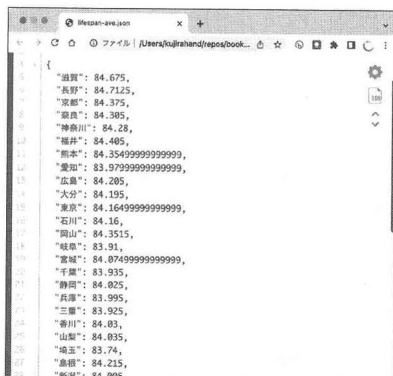 lifespan-ave.json
ファイル | /Users/kujirahand/repos/book...
{
"滋賀": 84.675,
"長野": 84.7125,
"京都": 84.375,
"奈良": 84.305,
"神奈川": 84.28,
"福井": 84.405,
"熊本": 84.35499999999999,
"愛知": 83.97999999999999,
"広島": 84.205,
"大分": 84.195,
"東京": 84.16499999999999,
"石川": 84.16,
"岡山": 84.3515,
"岐阜": 83.91,
"宮城": 84.07499999999999,
"千葉": 83.935,
"静岡": 84.025,
"兵庫": 83.995,
"三重": 83.925,
"香川": 84.03,
"山梨": 84.035,
"埼玉": 83.74,
"島根": 84.215,